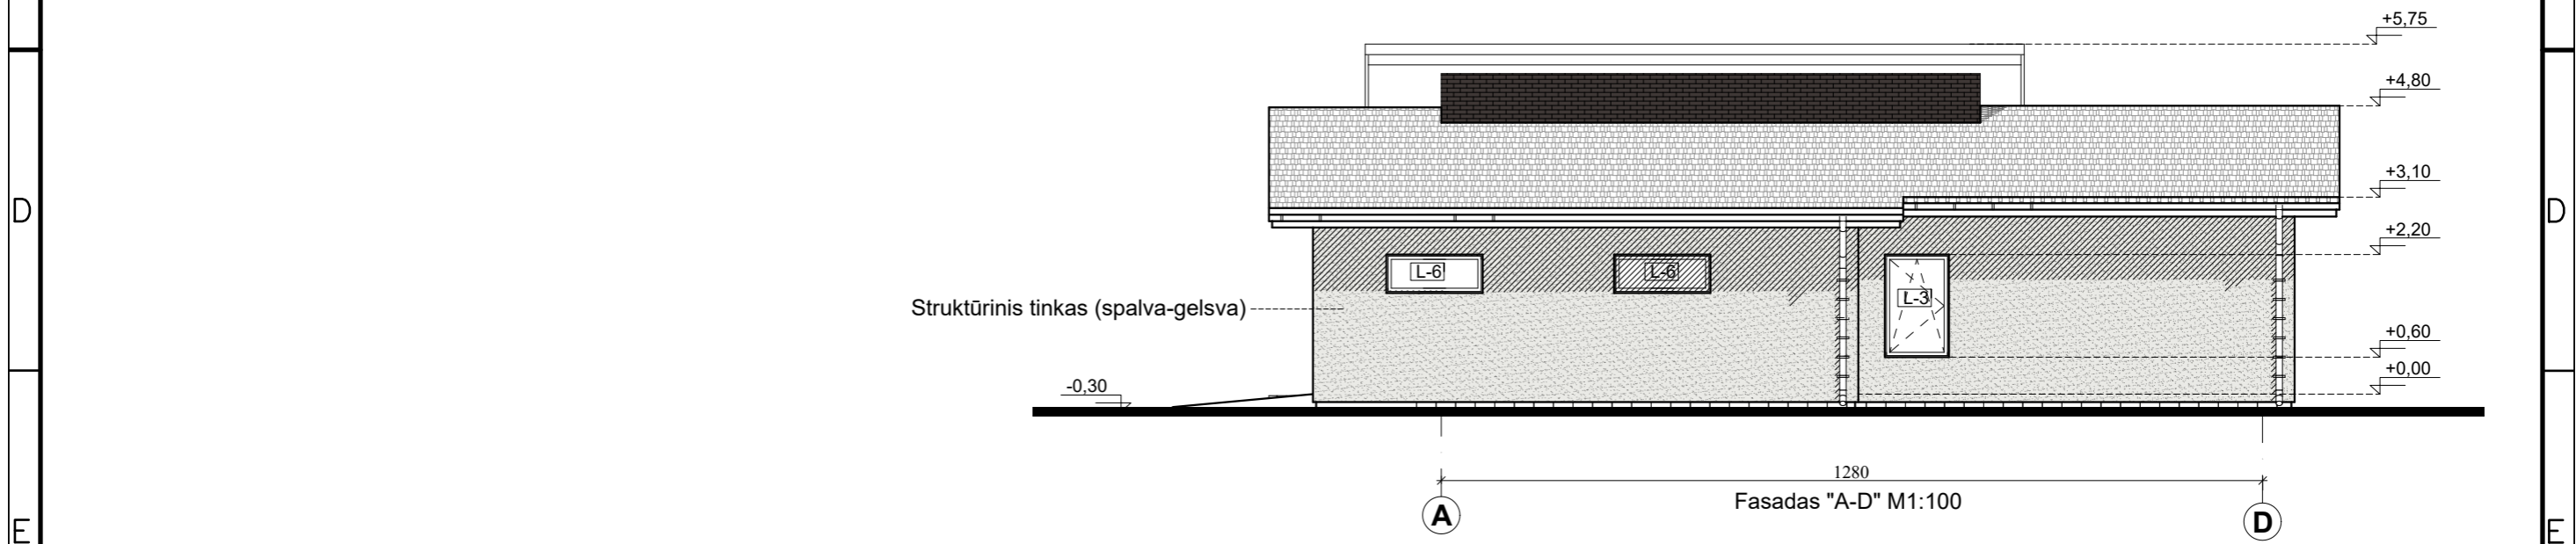 +5,75
+4,80
D
+3,10
D
+2,20
L-6
L-6
L-3
Struktūrinis tinkas (spalva-gelsva)
+0,60
+0,00
-0,30
1280
Fasadas "A-D" M1:100
A
D
E
E